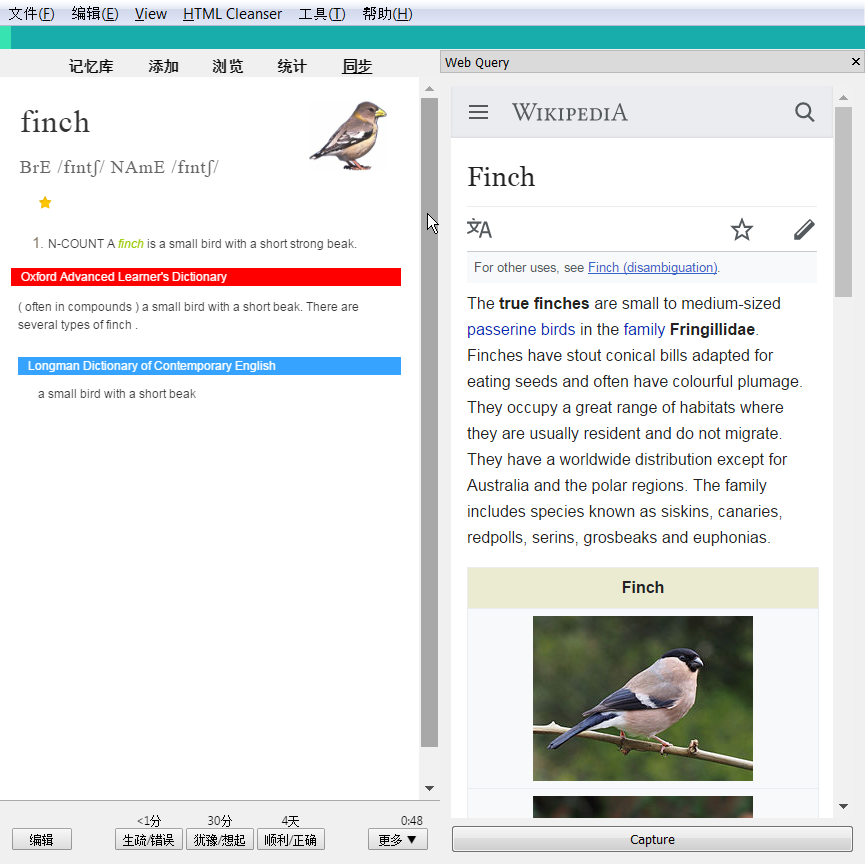 文件(F) 编辑(E) View HTML Cleanser 工具(T) 帮助(H)
记忆库 添加 浏览 统计 同步
finch
BrE /fɪntʃ/ NAmE /fɪntʃ/
1. N-COUNT A finch is a small bird with a short strong beak.
Oxford Advanced Learner's Dictionary
( often in compounds ) a small bird with a short beak. There are
several types of finch .
Longman Dictionary of Contemporary English
a small bird with a short beak
<1分 30分 4天 0:48
编辑 生疏/错误 犹豫/想起 顺利/正确 更多 ▼
Web Query ×
WIKIPEDIA
Finch
文A
For other uses, see Finch (disambiguation).
The true finches are small to medium-sized
passerine birds in the family Fringillidae.
Finches have stout conical bills adapted for
eating seeds and often have colourful plumage.
They occupy a great range of habitats where
they are usually resident and do not migrate.
They have a worldwide distribution except for
Australia and the polar regions. The family
includes species known as siskins, canaries,
redpolls, serins, grosbeaks and euphonias.
Finch
Capture